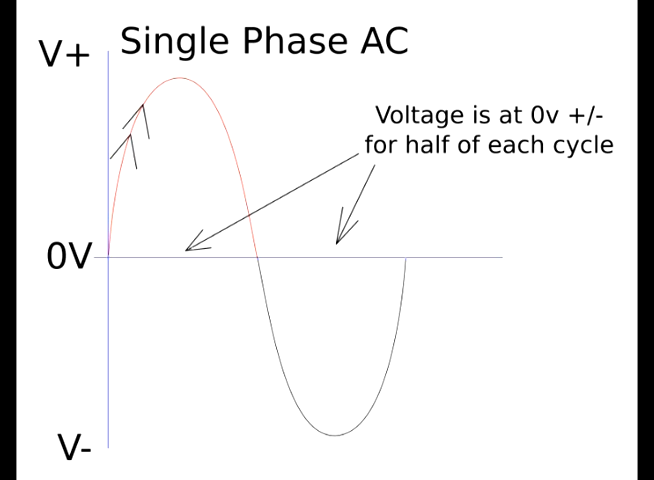 V+
Single Phase AC
Voltage is at 0v +/-
for half of each cycle
0V
V-